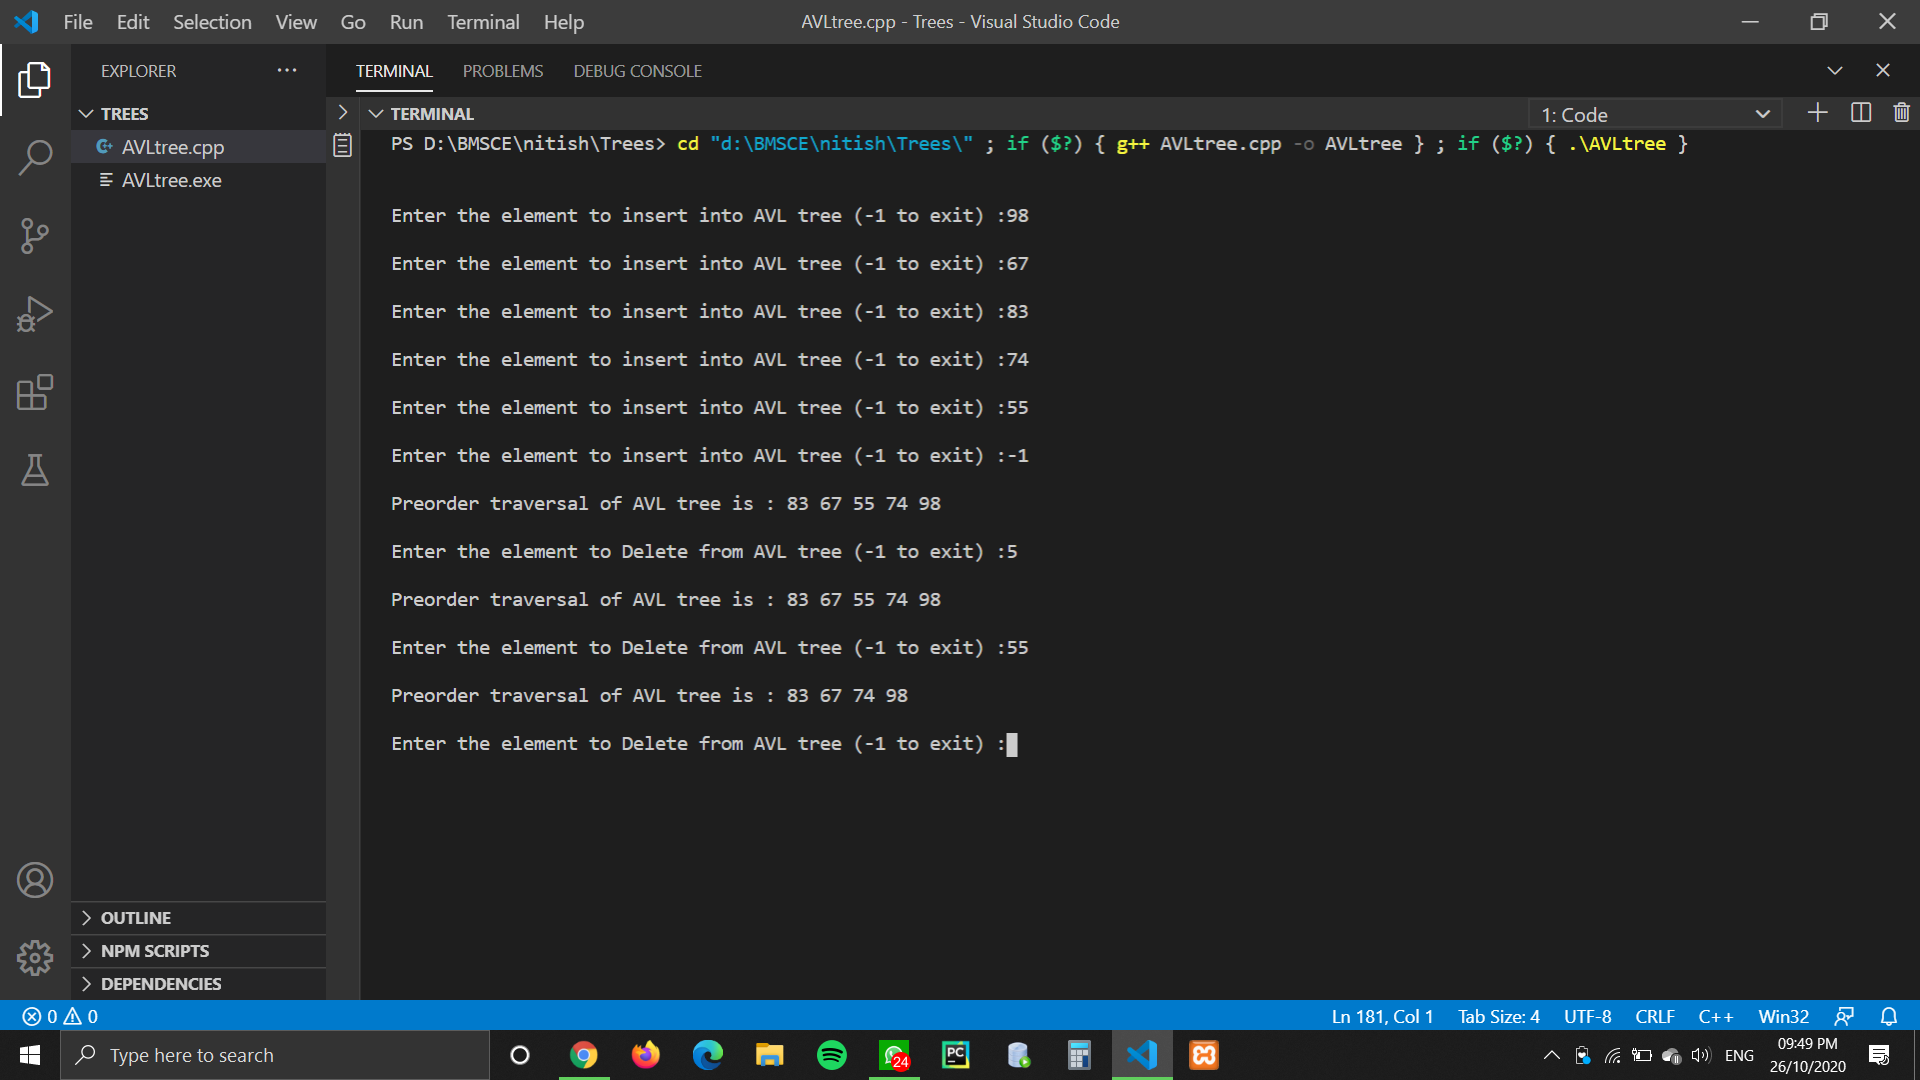 File Edit Selection View Go Run Terminal Help AVLtree.cpp - Trees - Visual Studio Code
EXPLORER ··· TERMINAL PROBLEMS DEBUG CONSOLE
TREES TERMINAL 1: Code
AVLtree.cpp
AVLtree.exe
PS D:\BMSCE\nitish\Trees> cd "d:\BMSCE\nitish\Trees\" ; if ($?) { g++ AVLtree.cpp -o AVLtree } ; if ($?) { .\AVLtree }
Enter the element to insert into AVL tree (-1 to exit) :98
Enter the element to insert into AVL tree (-1 to exit) :67
Enter the element to insert into AVL tree (-1 to exit) :83
Enter the element to insert into AVL tree (-1 to exit) :74
Enter the element to insert into AVL tree (-1 to exit) :55
Enter the element to insert into AVL tree (-1 to exit) :-1
Preorder traversal of AVL tree is : 83 67 55 74 98
Enter the element to Delete from AVL tree (-1 to exit) :5
Preorder traversal of AVL tree is : 83 67 55 74 98
Enter the element to Delete from AVL tree (-1 to exit) :55
Preorder traversal of AVL tree is : 83 67 74 98
Enter the element to Delete from AVL tree (-1 to exit) :
OUTLINE
NPM SCRIPTS
DEPENDENCIES
0 0 Ln 181, Col 1 Tab Size: 4 UTF-8 CRLF C++ Win32
Type here to search 24 PC ENG 09:49 PM
26/10/2020